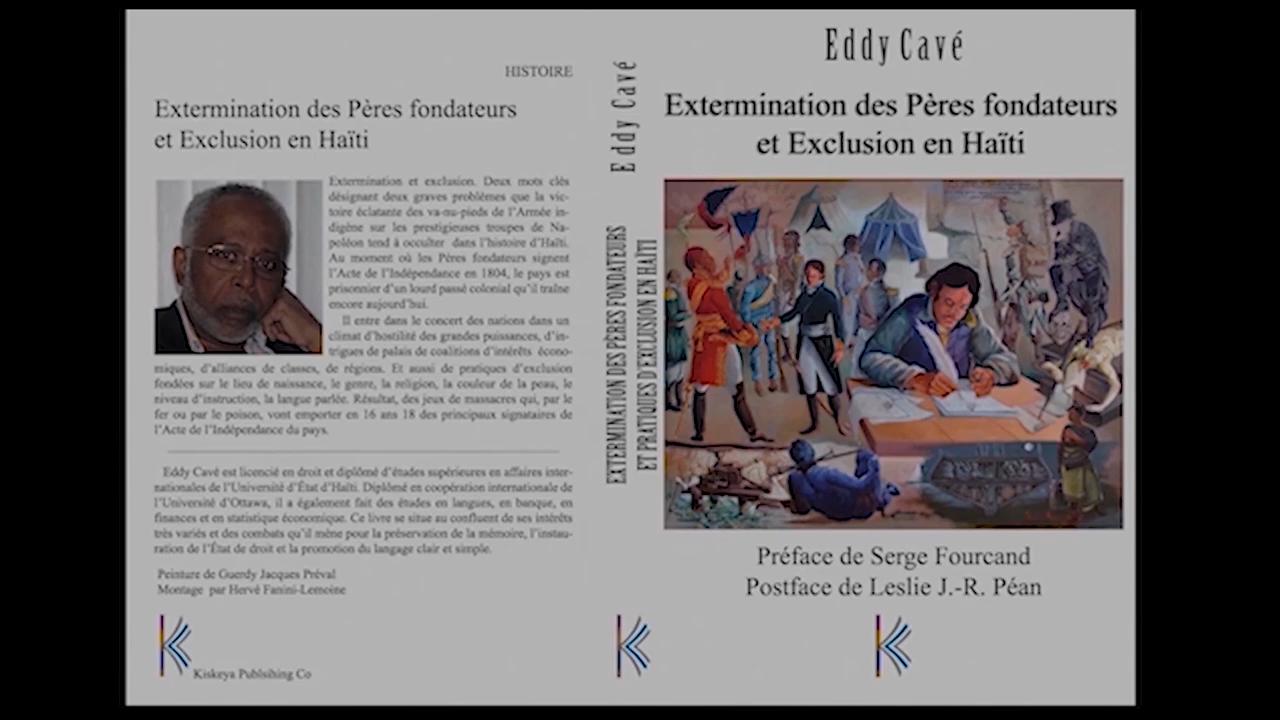 HISTOIRE
Extermination des Pères fondateurs
et Exclusion en Haïti
Extermination et exclusion. Deux mots clés
désignant deux graves problèmes que la vic-
toire éclatante des va-nu-pieds de l'Armée in-
digène sur les prestigieuses troupes de Na-
poléon tend à occulter dans l'histoire d'Haïti.
Au moment où les Pères fondateurs signent
l'Acte de l'Indépendance en 1804, le pays est
prisonnier d'un lourd passé colonial qu'il traîne
encore aujourd'hui.
Il entre dans le concert des nations dans un
climat d'hostilité des grandes puissances, d'in-
trigues de palais de coalitions d'intérêts écono-
miques, d'alliances de classes, de régions. Et aussi de pratiques d'exclusion
fondées sur le lieu de naissance, le genre, la religion, la couleur de la peau, le
niveau d'instruction, la langue parlée. Résultat, des jeux de massacres qui, par le
fer ou par le poison, vont emporter en 16 ans 18 des principaux signataires de
l'Acte de l'Indépendance du pays.
Eddy Cavé est licencié en droit et diplômé d'études supérieures en affaires inter-
nationales de l'Université d'État d'Haïti. Diplômé en coopération internationale de
l'Université d'Ottawa, il a également fait des études en langues, en banque, en
finances et en statistique économique. Ce livre se situe au confluent de ses intérêts
très variés et des combats qu'il mène pour la préservation de la mémoire, l'instau-
ration de l'État de droit et la promotion du langage clair et simple.
Peinture de Guerdy Jacques Préval
Montage par Hervé Fanini-Lemoine
Kiskeya Publsihing Co
Eddy Cavé
EXTERMINATION DES PÈRES FONDATEURS
ET PRATIQUES D'EXCLUSION EN HAÏTI
Eddy Cavé
Extermination des Pères fondateurs
et Exclusion en Haïti
Préface de Serge Fourcand
Postface de Leslie J.-R. Péan